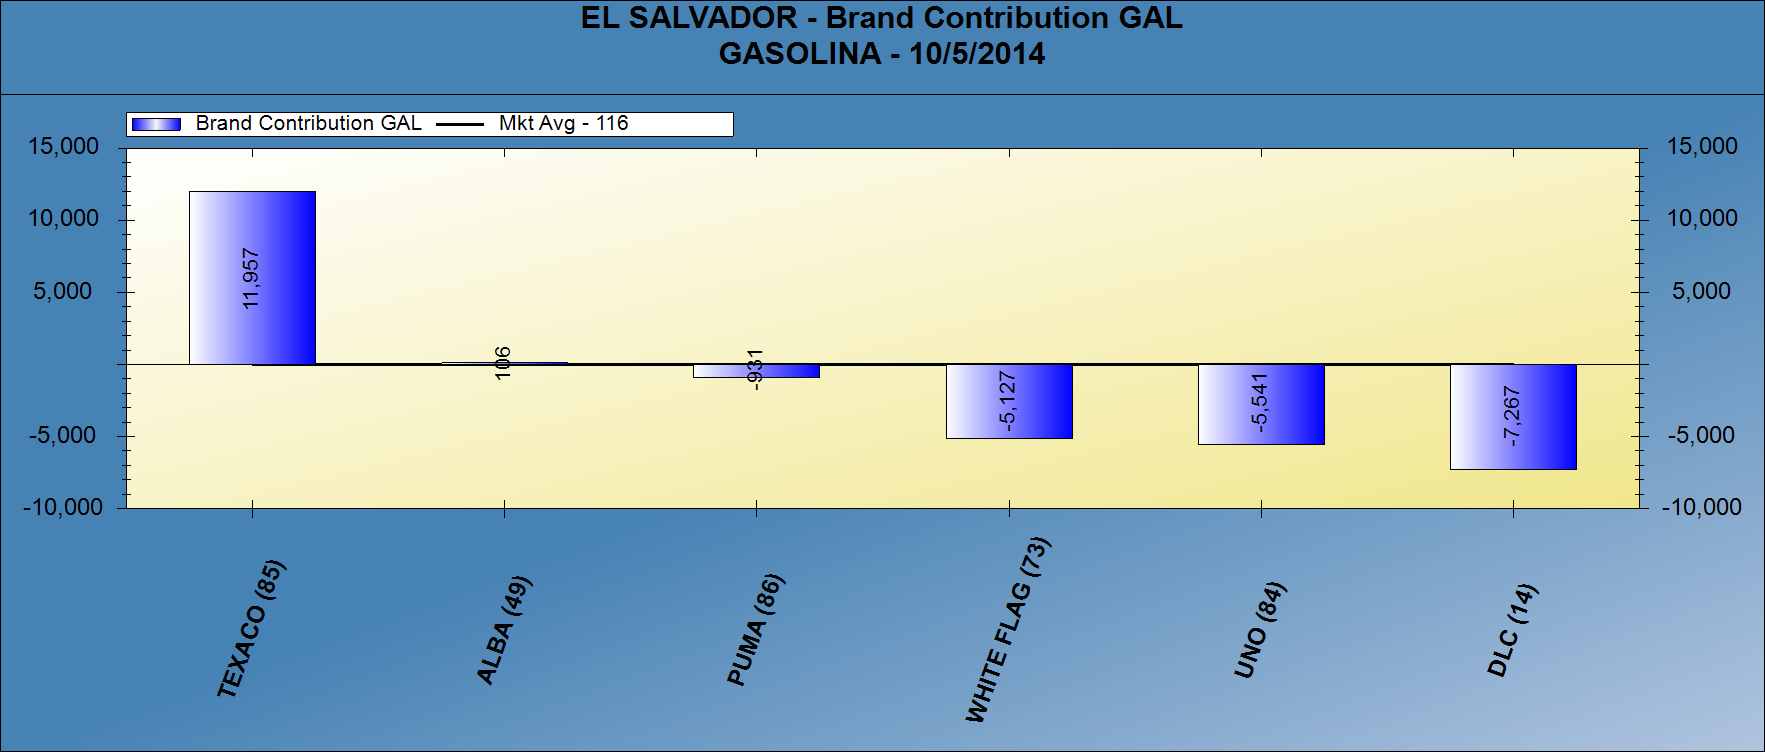 EL SALVADOR - Brand Contribution GAL
GASOLINA - 10/5/2014
Brand Contribution GAL
Mkt Avg - 116
15,000
10,000
5,000
-5,000
-10,000
15,000
10,000
5,000
-5,000
-10,000
11,957
106
-931
-5,127
-5,541
-7,267
TEXACO (85)
ALBA (49)
PUMA (86)
WHITE FLAG (73)
UNO (84)
DLC (14)